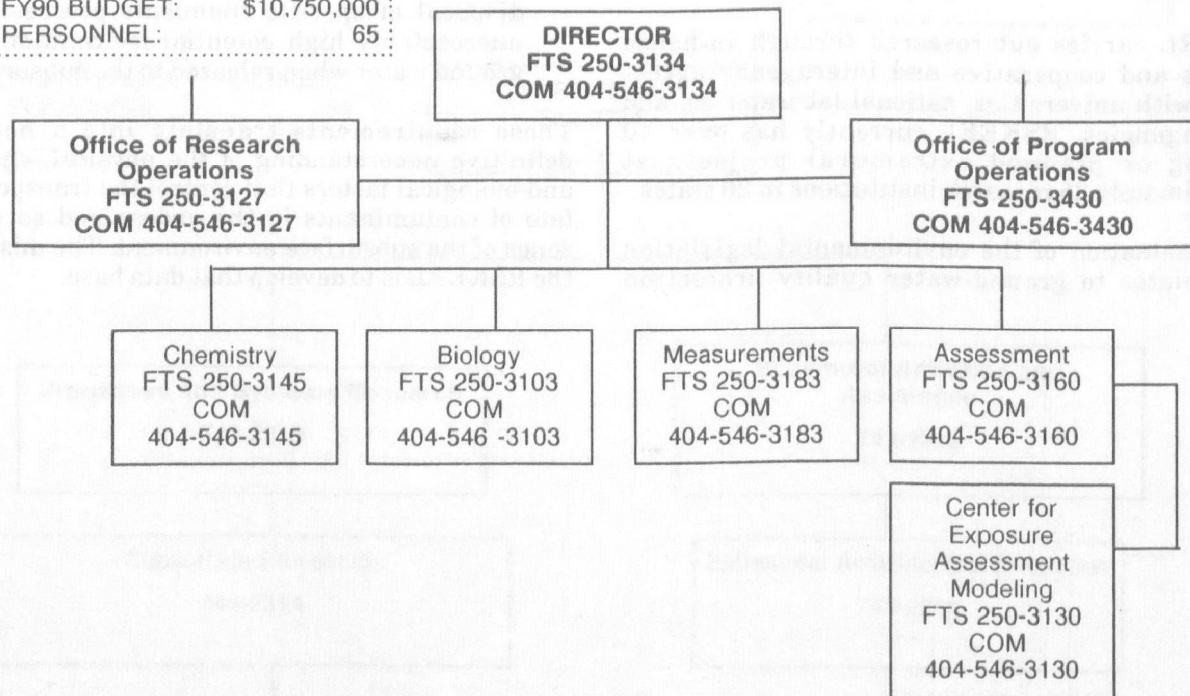 FY90 BUDGET: $10,750,000
PERSONNEL: 65
DIRECTOR
FTS 250-3134
COM 404-546-3134
Office of Research
Operations
FTS 250-3127
COM 404-546-3127
Office of Program
Operations
FTS 250-3430
COM 404-546-3430
Chemistry
FTS 250-3145
COM
404-546-3145
Biology
FTS 250-3103
COM
404-546 -3103
Measurements
FTS 250-3183
COM
404-546-3183
Assessment
FTS 250-3160
COM
404-546-3160
Center for
Exposure
Assessment
Modeling
FTS 250-3130
COM
404-546-3130